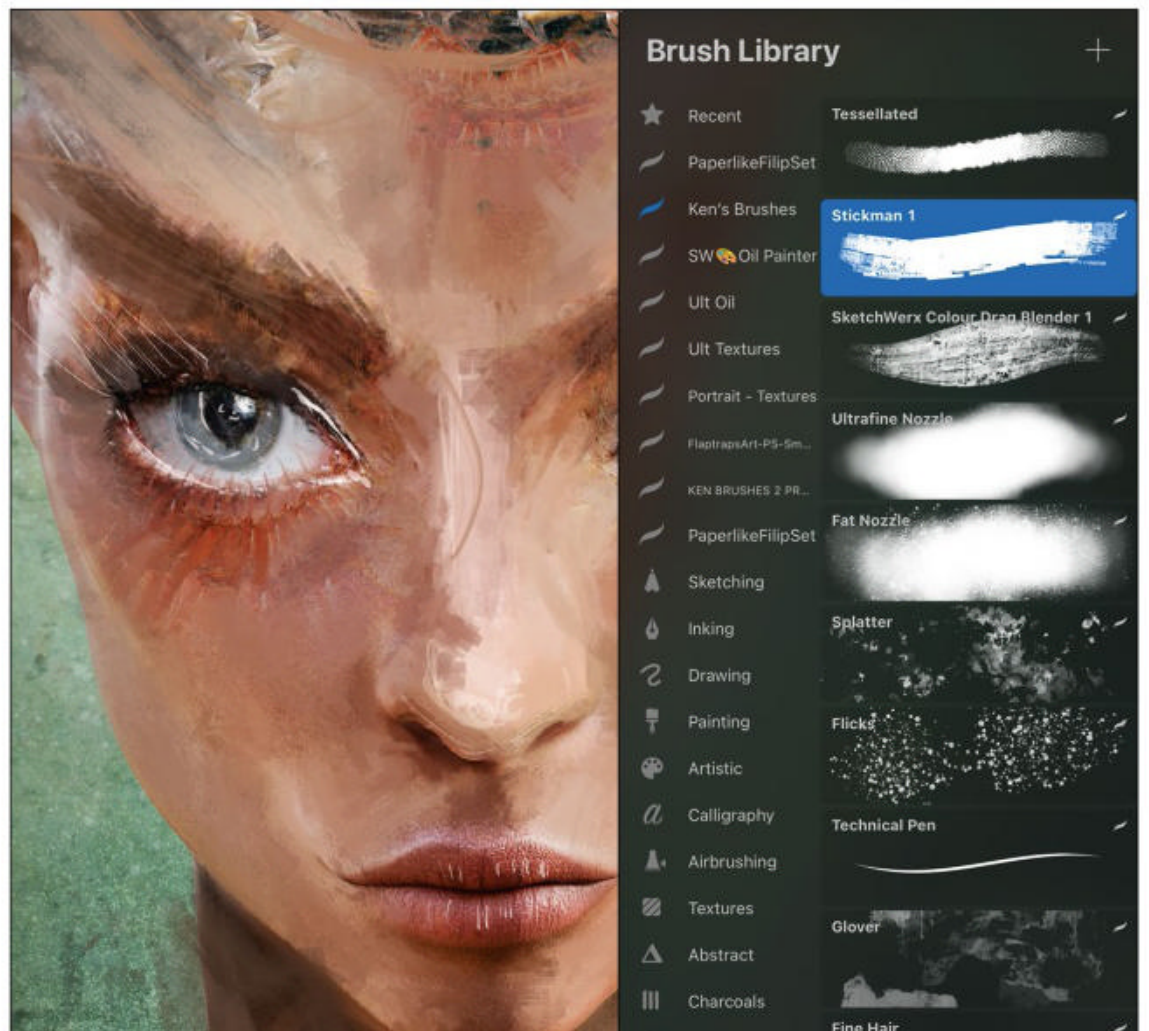 Brush Library
Recent
PaperlikeFilipSet
Ken's Brushes
SW🎨Oil Painter
Ult Oil
Ult Textures
Portrait - Textures
FlaptrapsArt-PS-Sm...
KEN BRUSHES 2 PR...
PaperlikeFilipSet
Sketching
Inking
Drawing
Painting
Artistic
Calligraphy
Airbrushing
Textures
Abstract
Charcoals
Tessellated
Stickman 1
SketchWerx Colour Drag Blender 1
Ultrafine Nozzle
Fat Nozzle
Splatter
Flicks
Technical Pen
Glover
Fine Hair